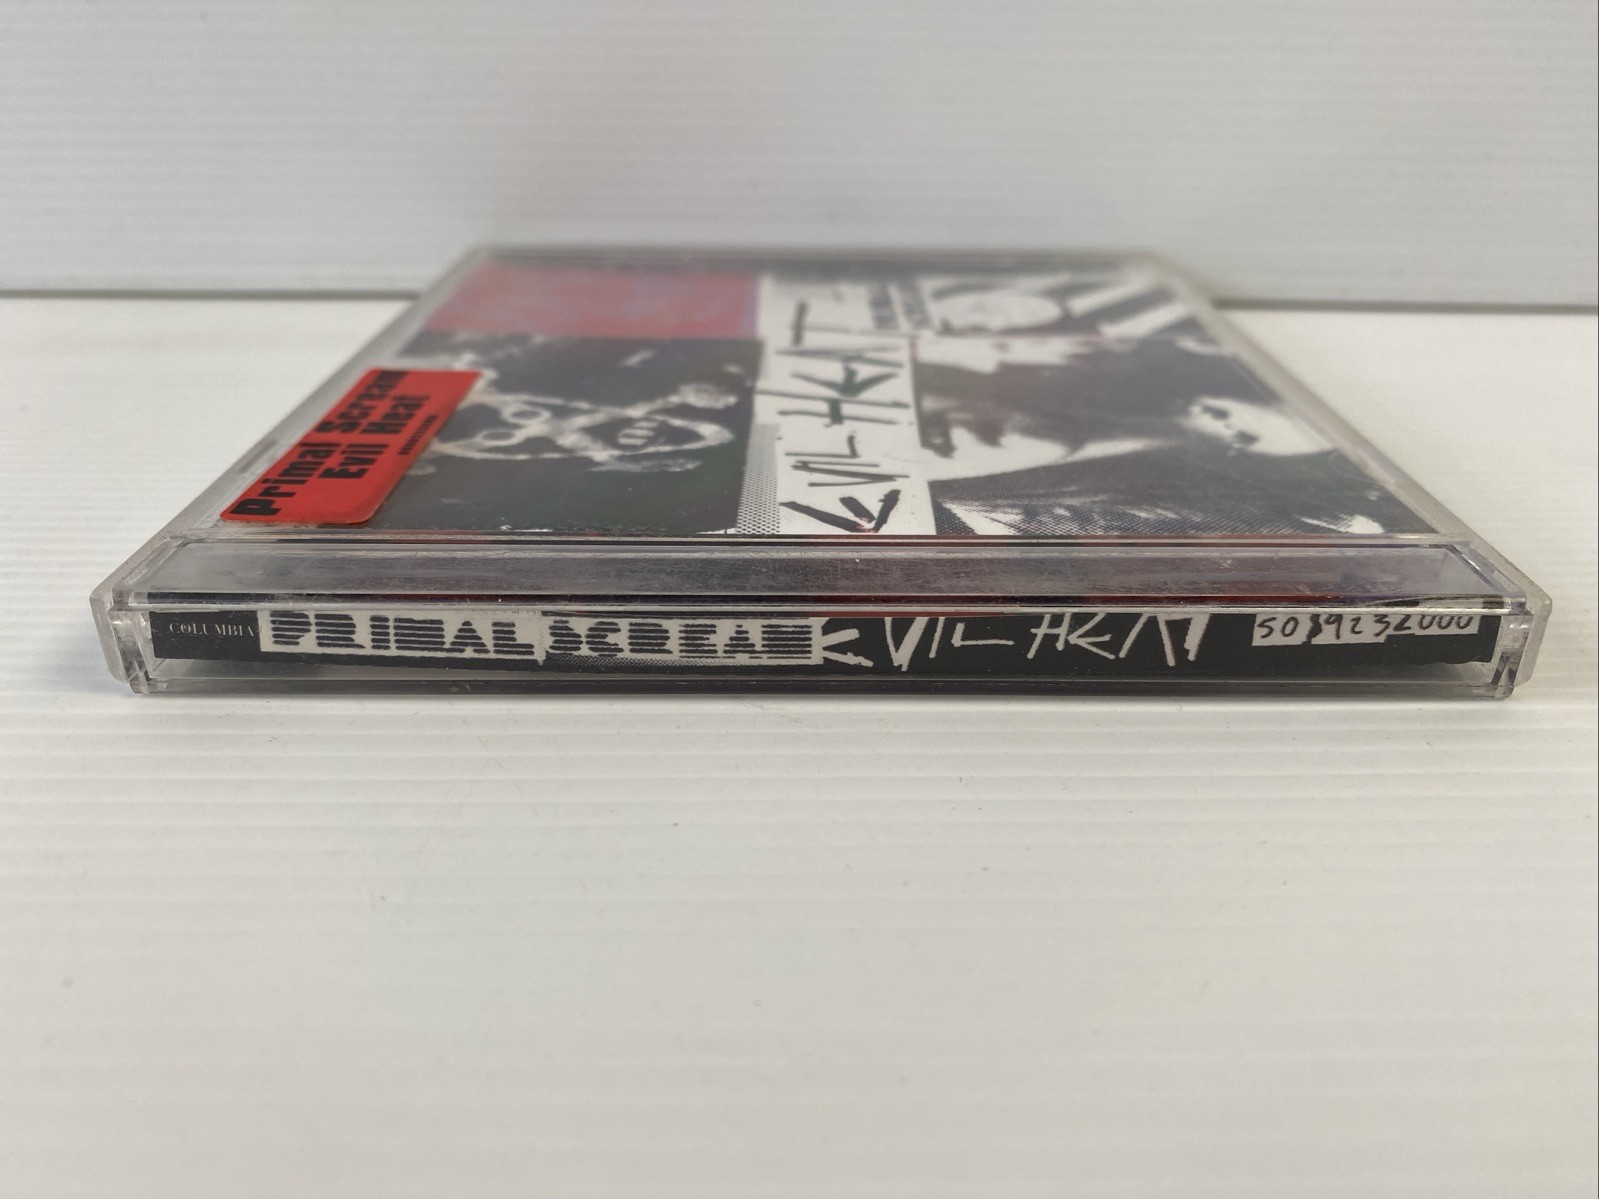 Primal Scream
Evil Heat
EVIL HEAT
COLUMBIA PRIMAL SCREAM EVIL HEAT 5089232000